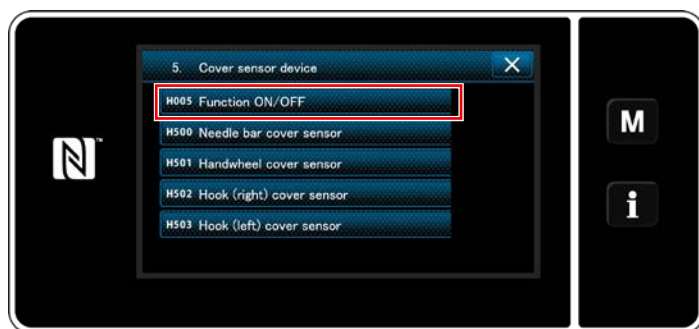 5. Cover sensor device
H005 Function ON/OFF
H500 Needle bar cover sensor
H501 Handwheel cover sensor
H502 Hook (right) cover sensor
H503 Hook (left) cover sensor
M
i